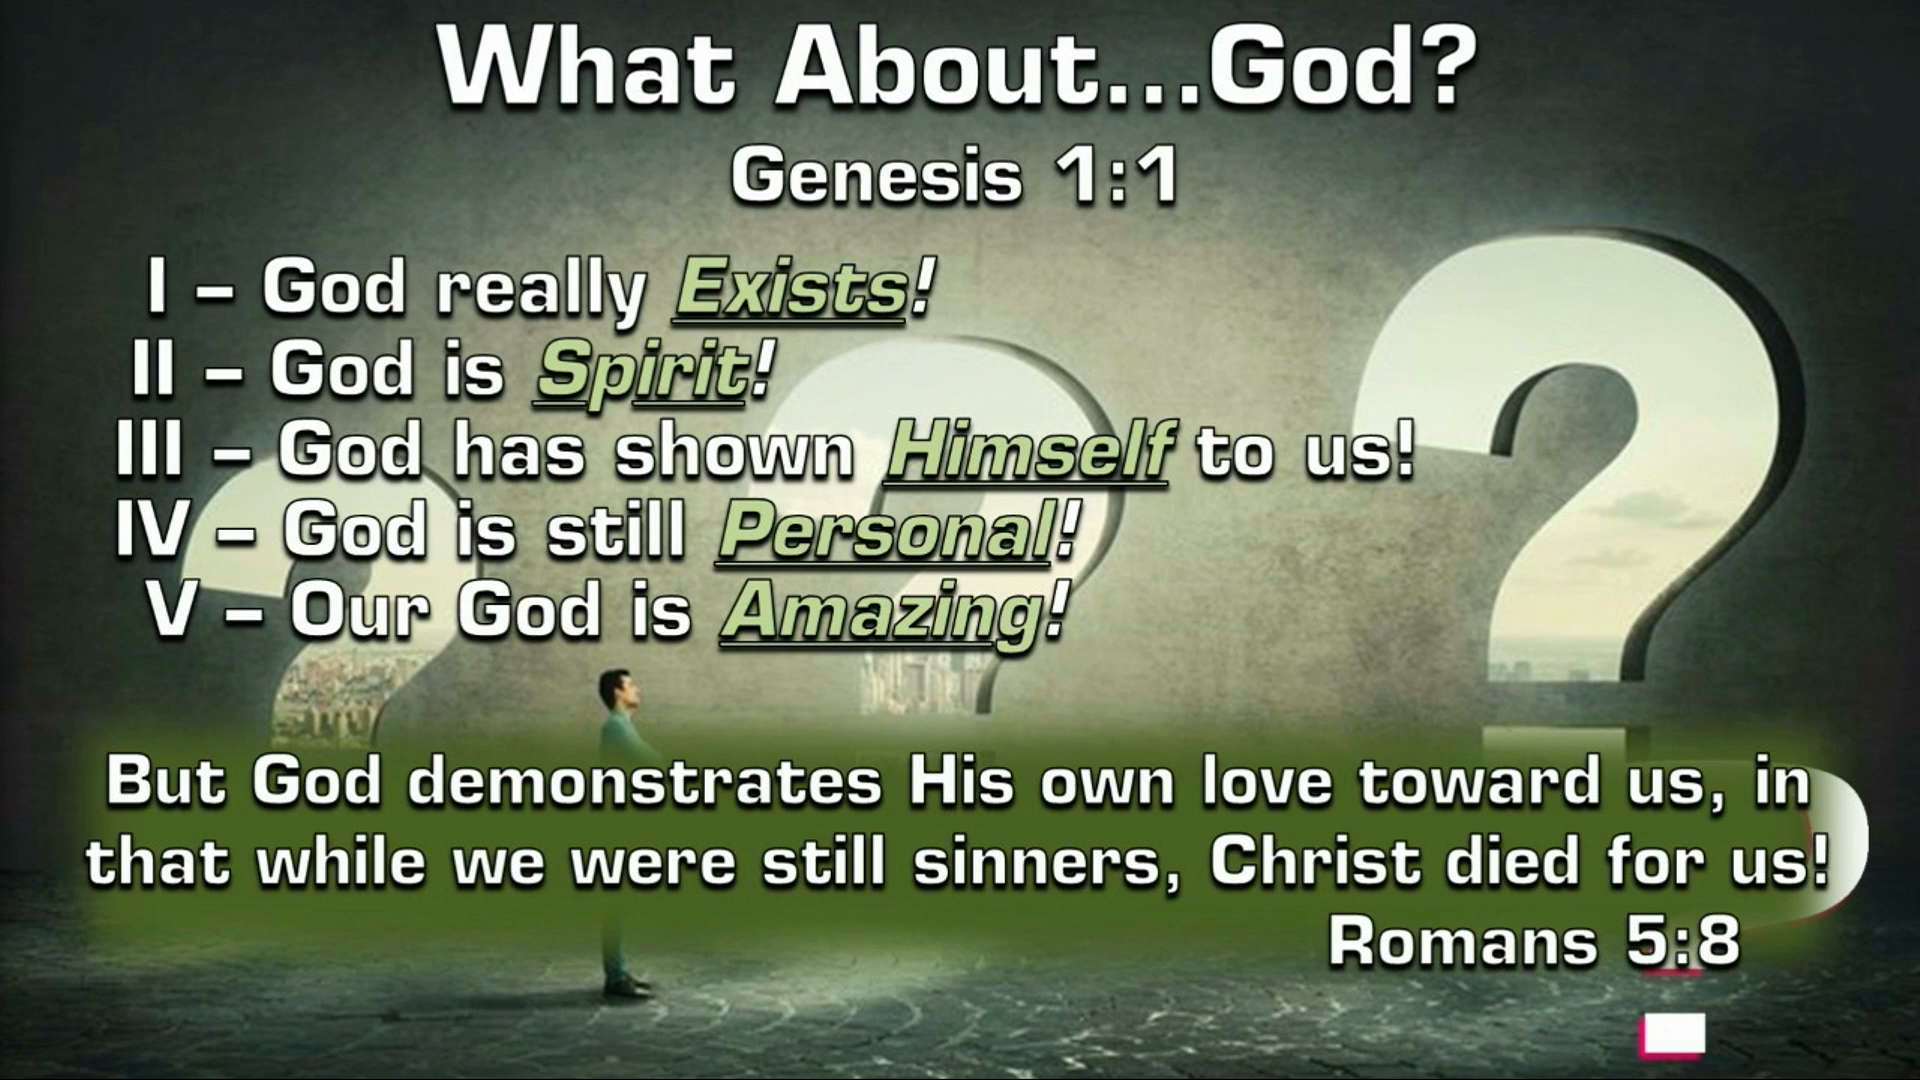 What About...God?
Genesis 1:1
I – God really Exists!
II – God is Spirit!
III – God has shown Himself to us!
IV – God is still Personal!
V – Our God is Amazing!
But God demonstrates His own love toward us, in
that while we were still sinners, Christ died for us!
Romans 5:8